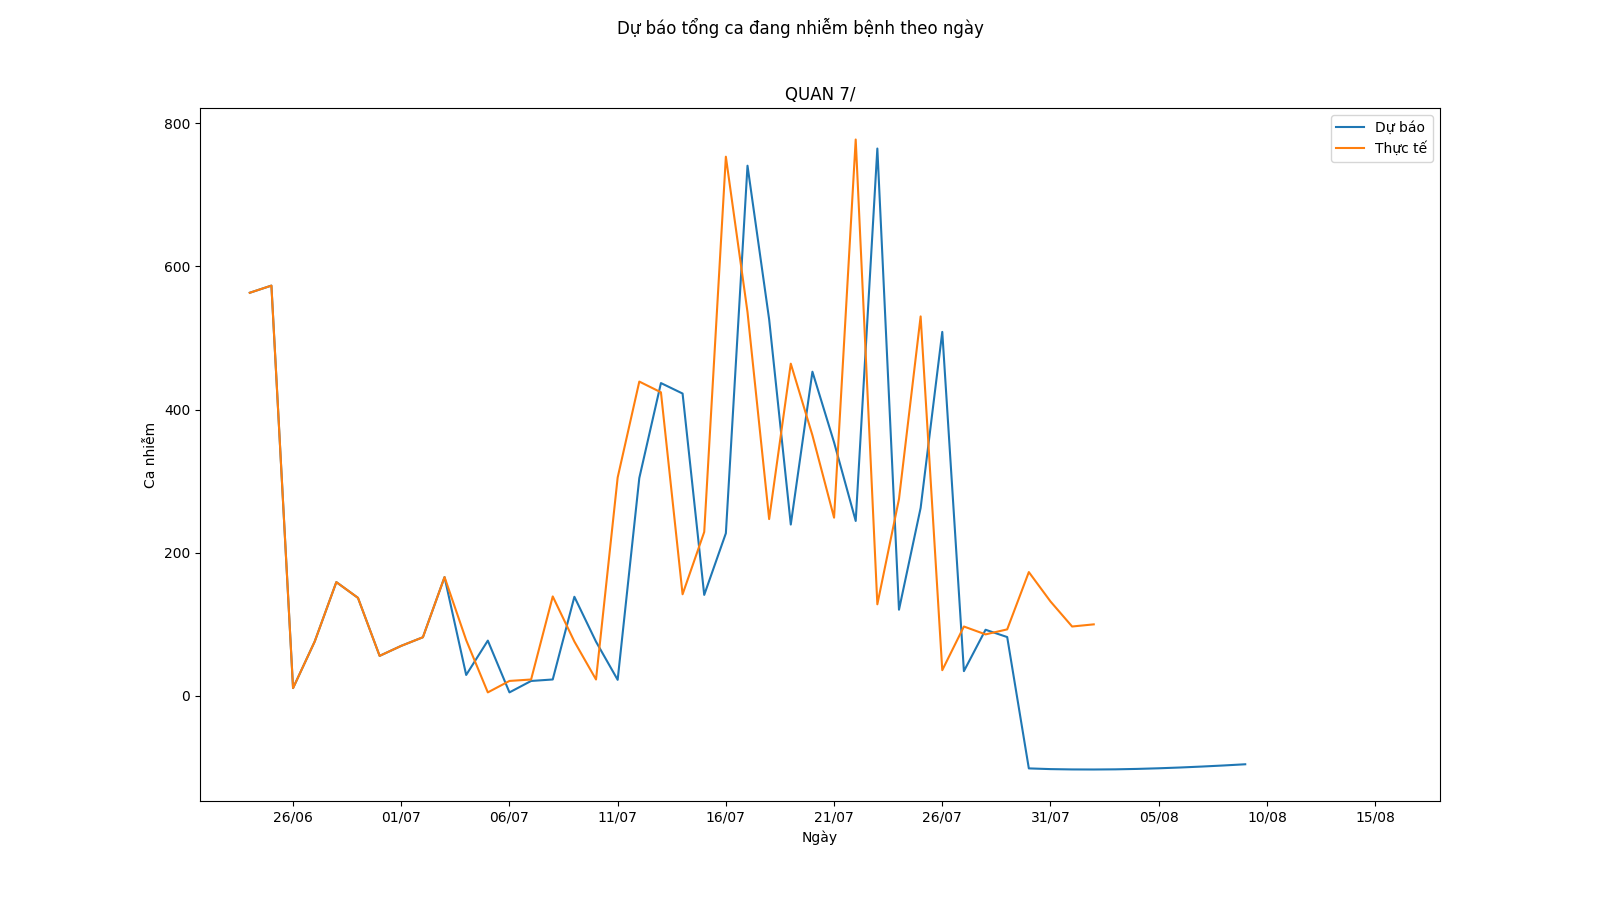 Dự báo tổng ca đang nhiễm bệnh theo ngày
QUAN 7/
Dự báo
Thực tế
800
600
400
200
0
Ca nhiễm
26/06
01/07
06/07
11/07
16/07
21/07
26/07
31/07
05/08
10/08
15/08
Ngày